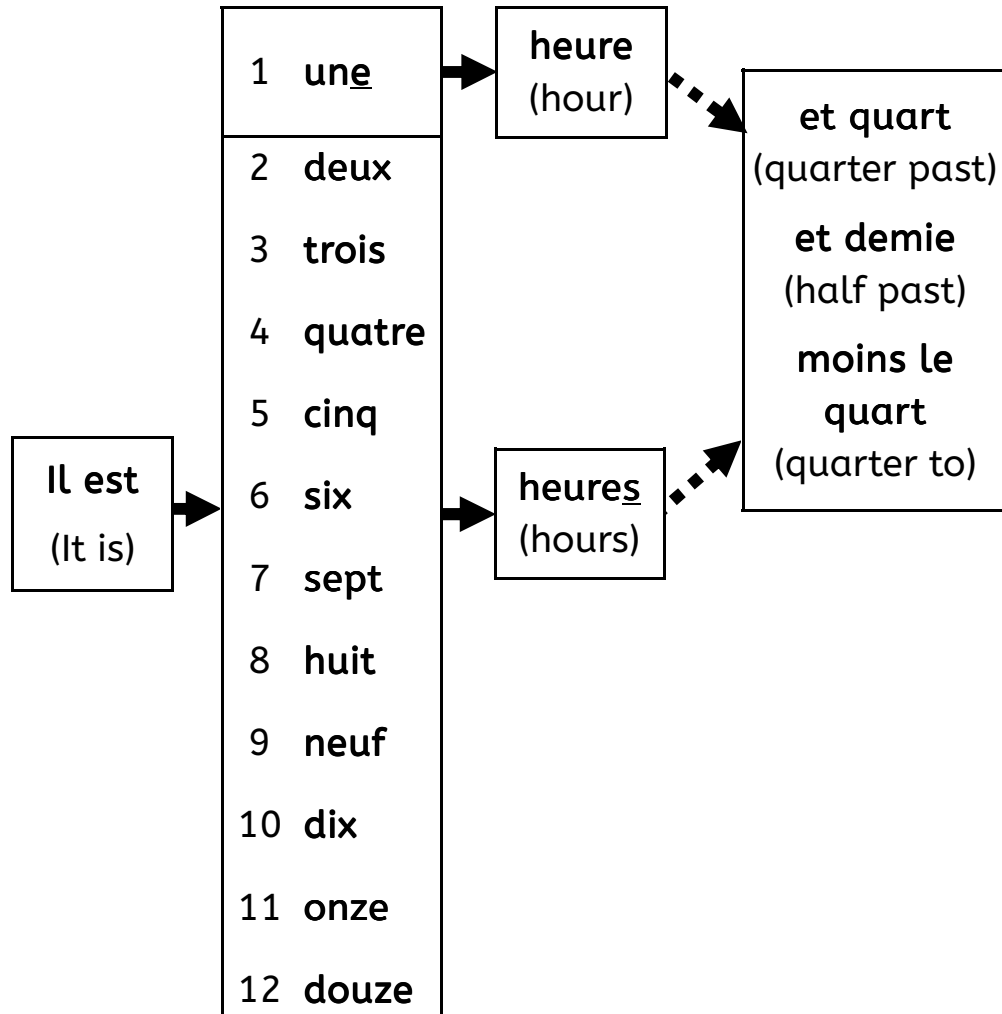 Il est
(It is)
1 une
2 deux
3 trois
4 quatre
5 cinq
6 six
7 sept
8 huit
9 neuf
10 dix
11 onze
12 douze
heure
(hour)
heures
(hours)
et quart
(quarter past)
et demie
(half past)
moins le
quart
(quarter to)